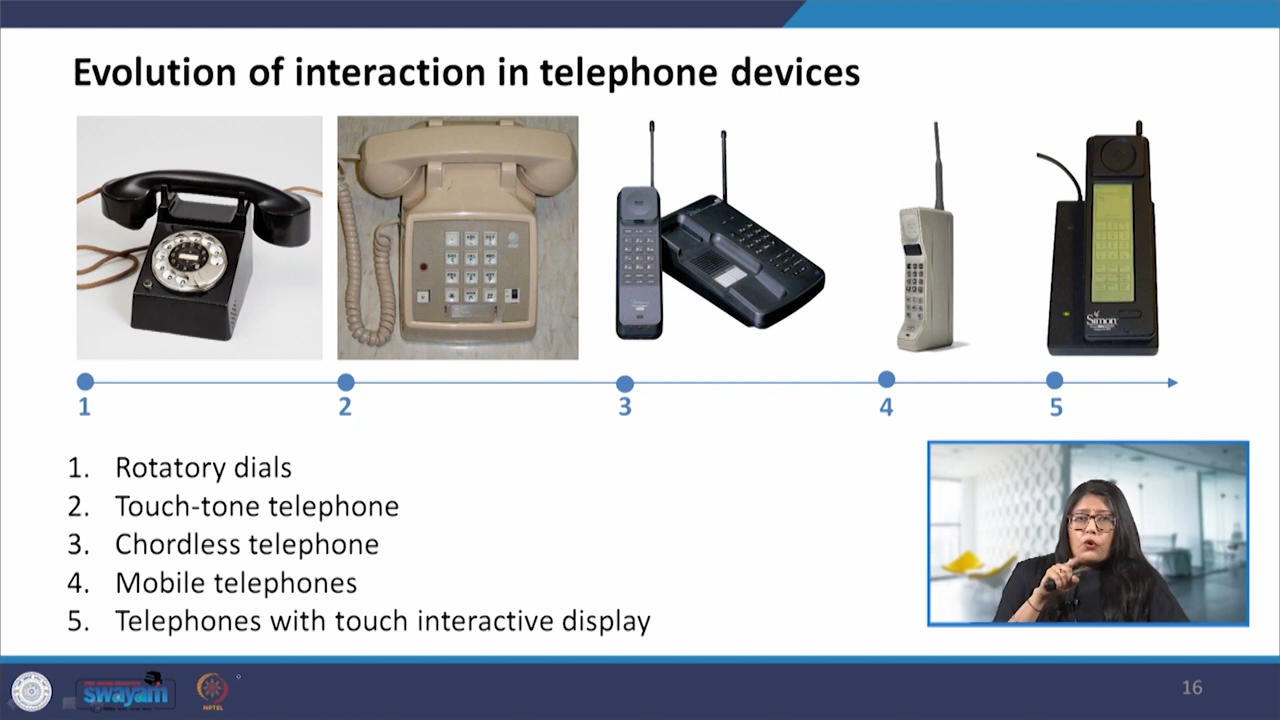 Evolution of interaction in telephone devices
Simon
1 2 3 4 5
1. Rotatory dials
2. Touch-tone telephone
3. Chordless telephone
4. Mobile telephones
5. Telephones with touch interactive display
swayam
NPTEL
16